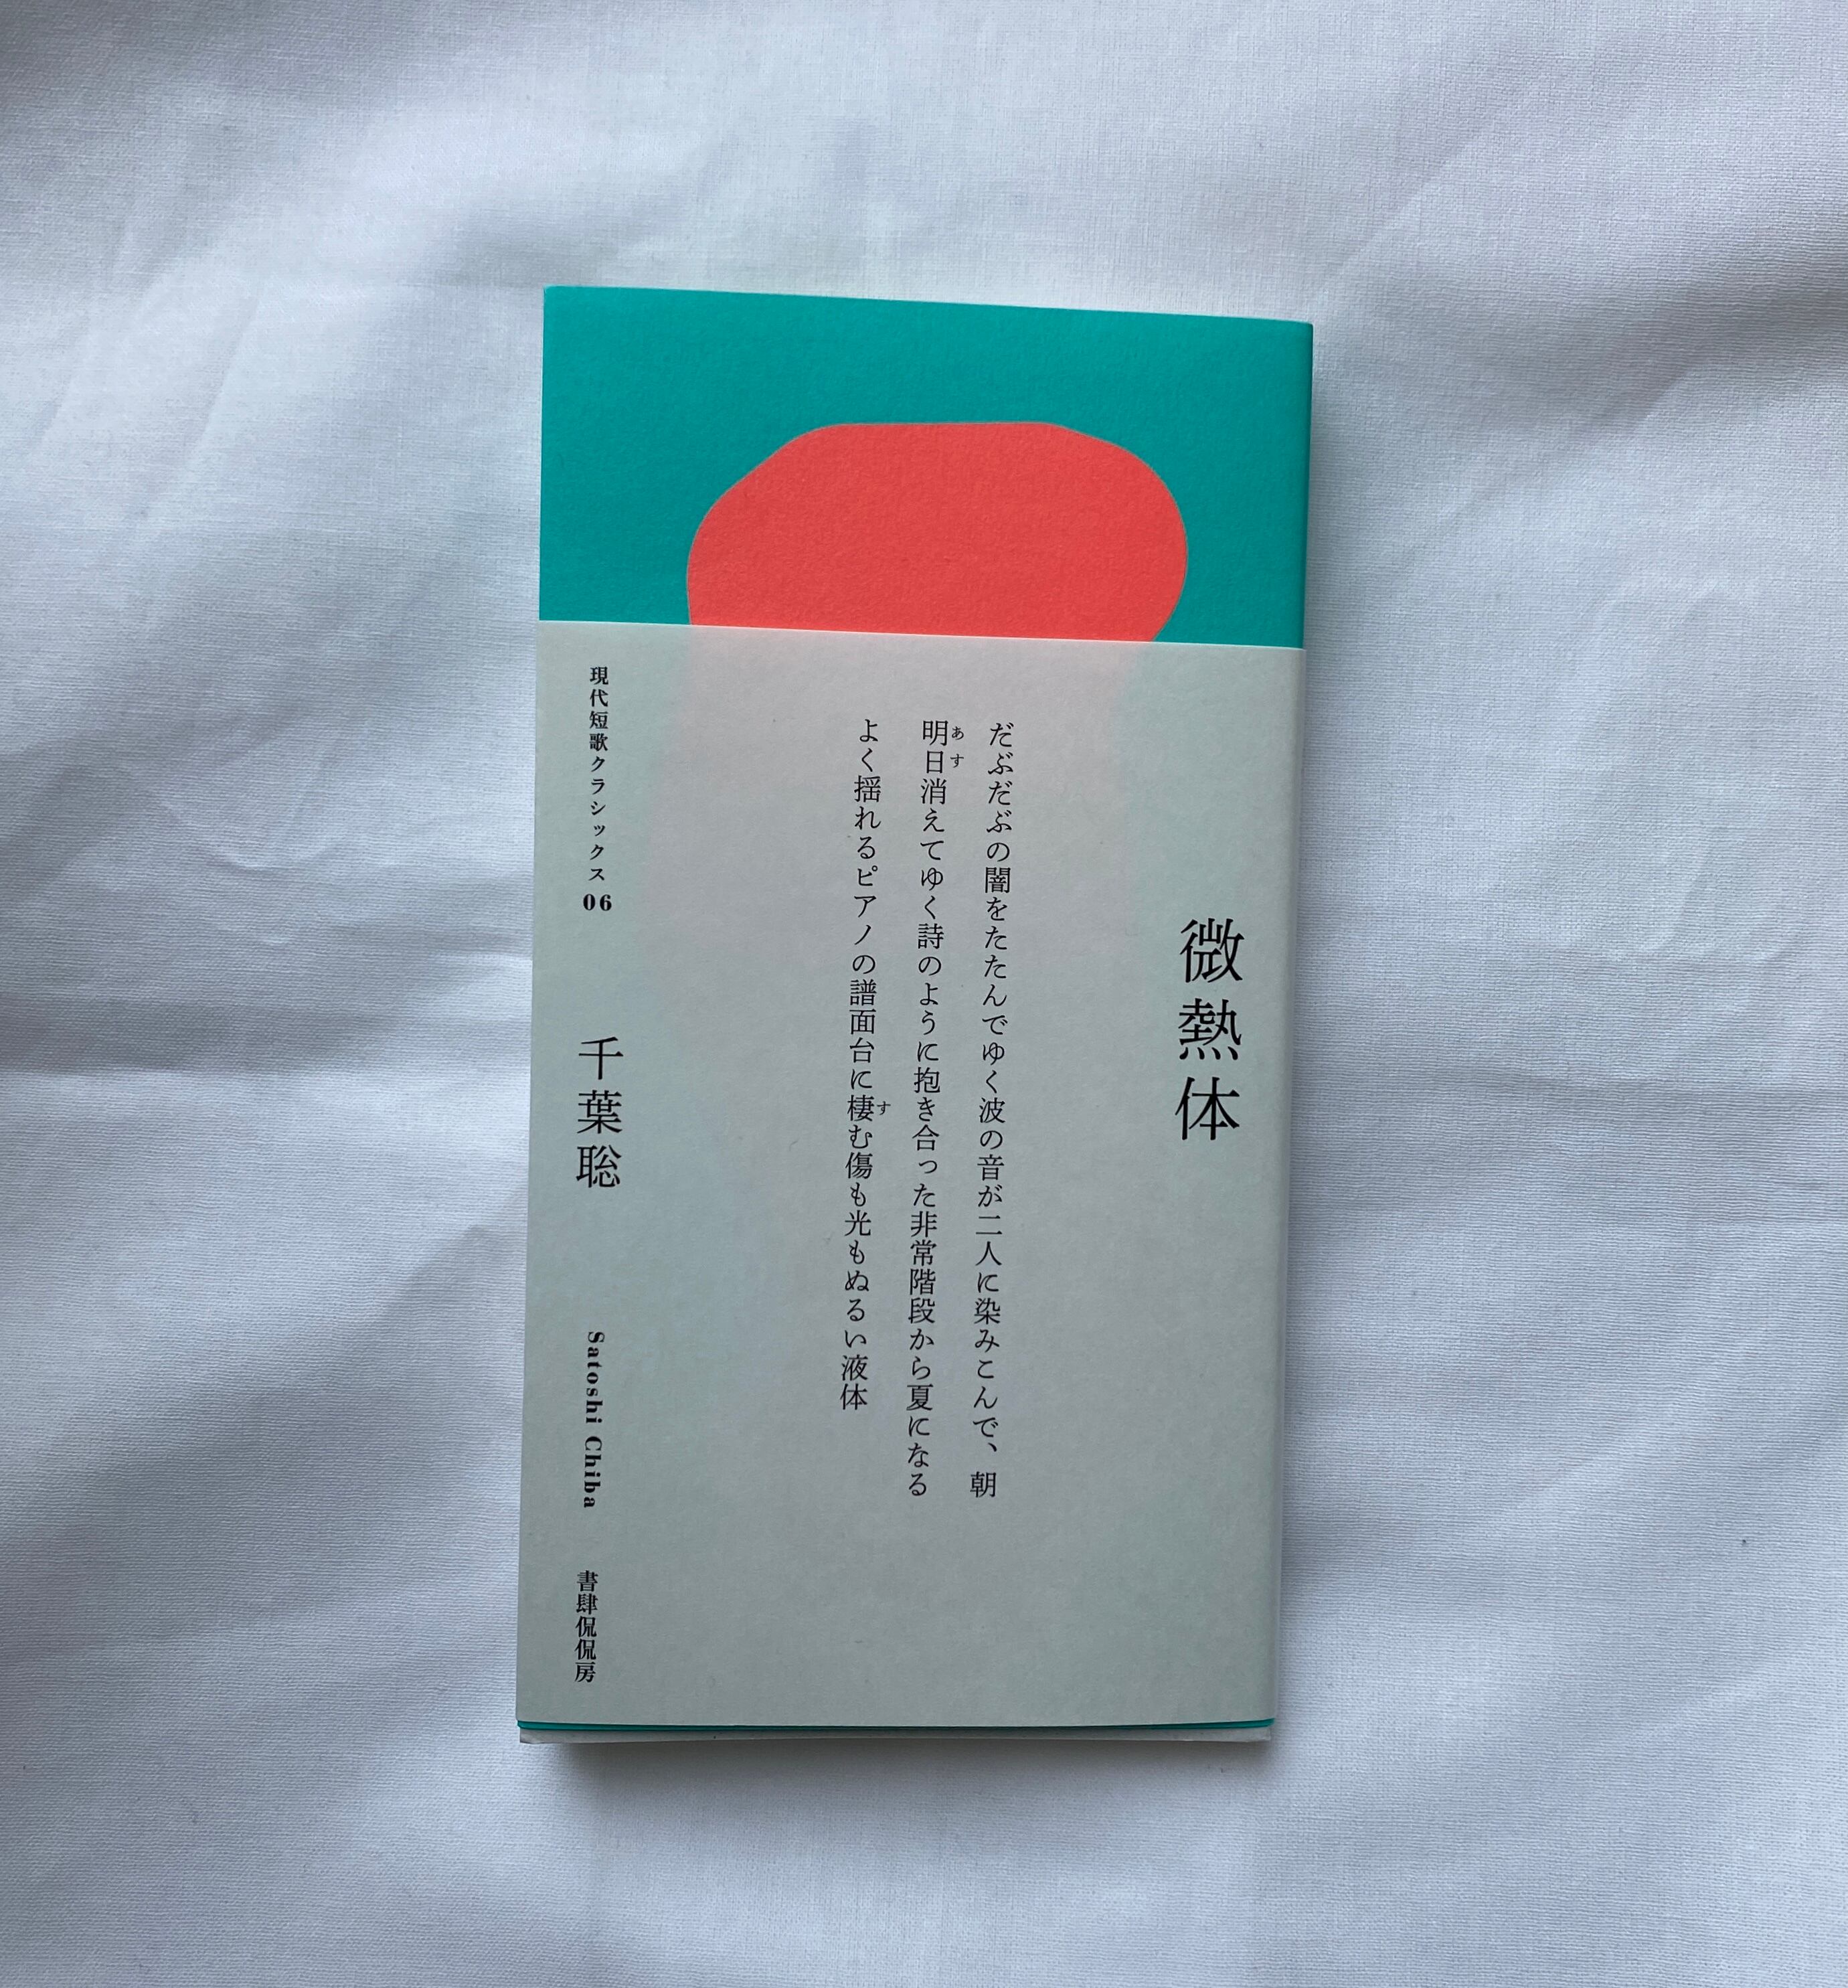 微熱体
だぶだぶの闇をたたんでゆく波の音が二人に染みこんで、朝
明日消えてゆく詩のように抱き合った非常階段から夏になる
あす
よく揺れるピアノの譜面台に棲む傷も光もぬるい液体
す
現代短歌クラシックス06
千葉聡
Satoshi Chiba
書肆侃侃房